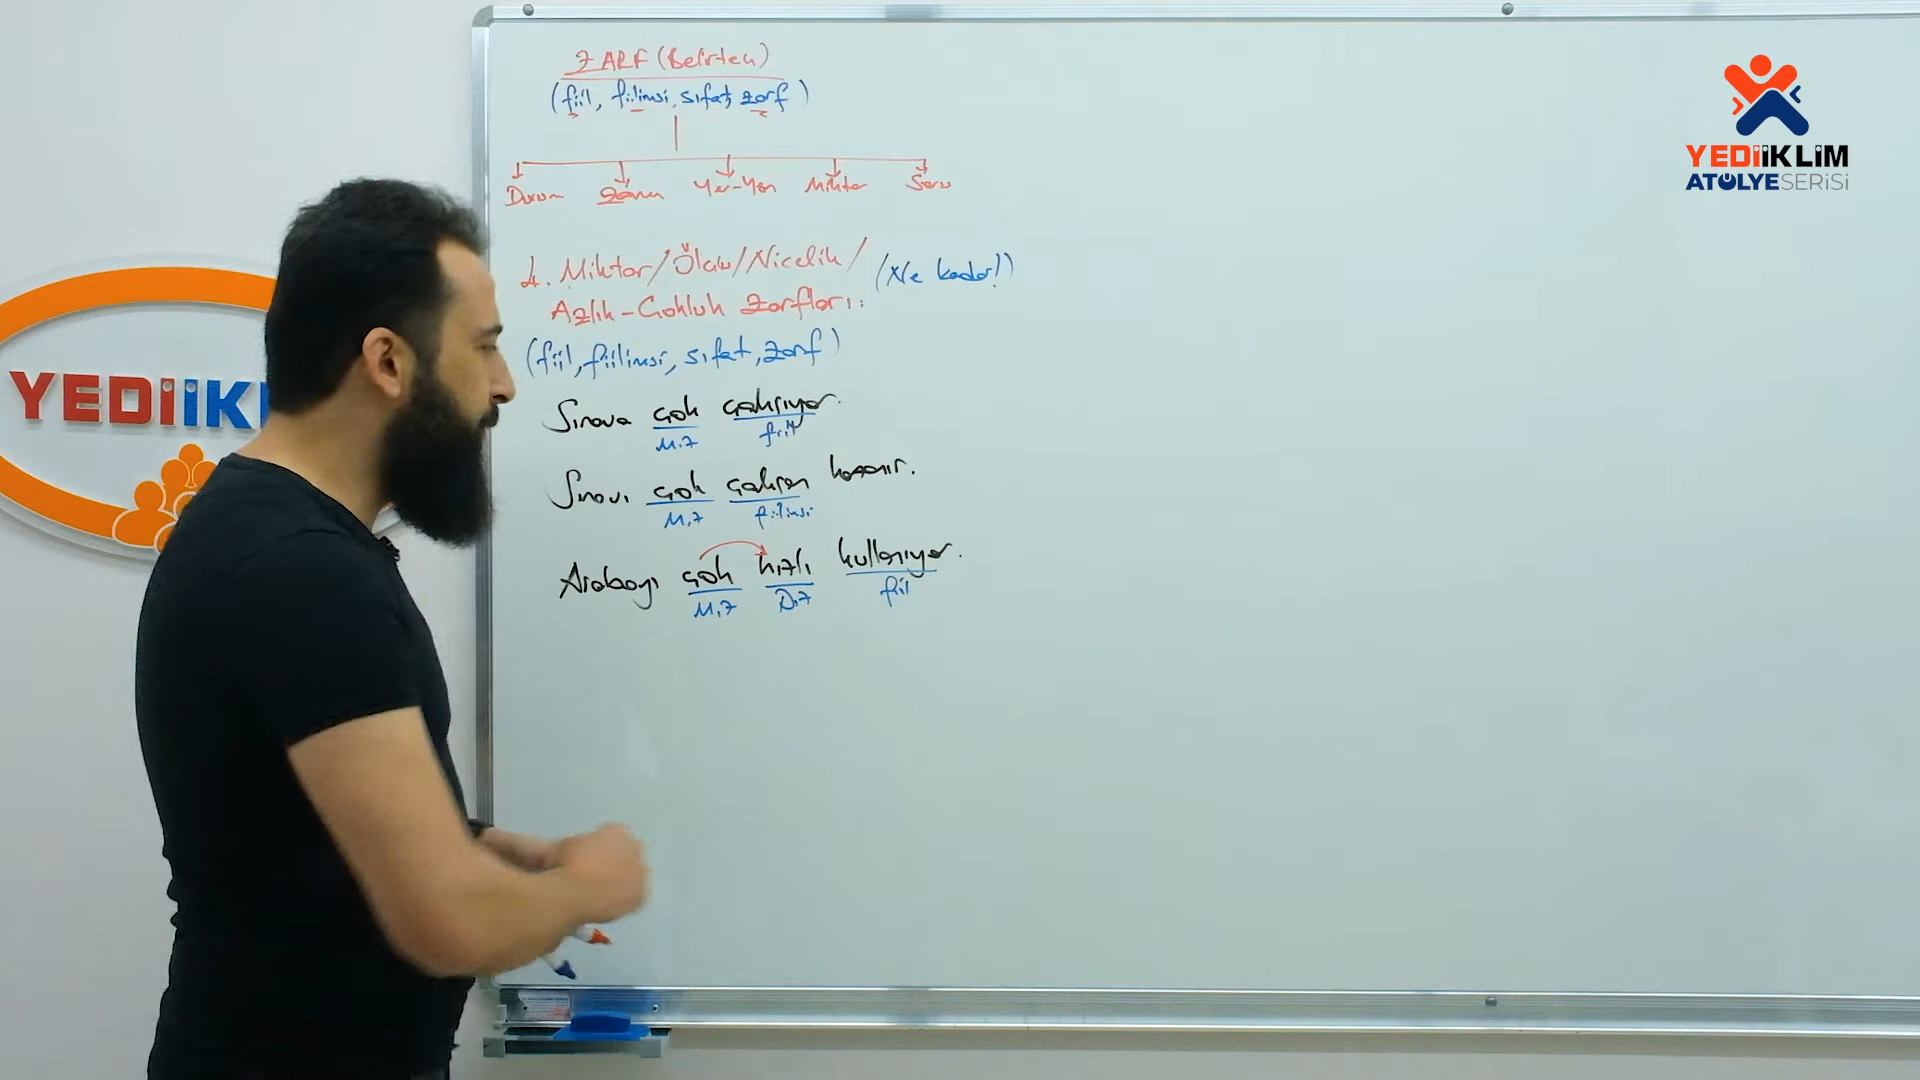 ZARF (Belirteç)
(fiil, fiilimsi, sıfat, zarf)
Durum Zaman Yer-Yön Miktar Soru
4. Miktar/Ölçü/Nicelik/
Azlık-Çokluk Zarfları: (Ne kadar?)
(fiil, fiilimsi, sıfat, zarf)
Sınava çok çalışıyor.
M.Z fiil
Sınavı çok çalışan kazanır.
M.Z fiilimsi
Arabayı çok hızlı kullanıyor.
M.Z D.Z fiil
YEDİİKLİM
ATÖLYE SERİSİ
YEDİİK